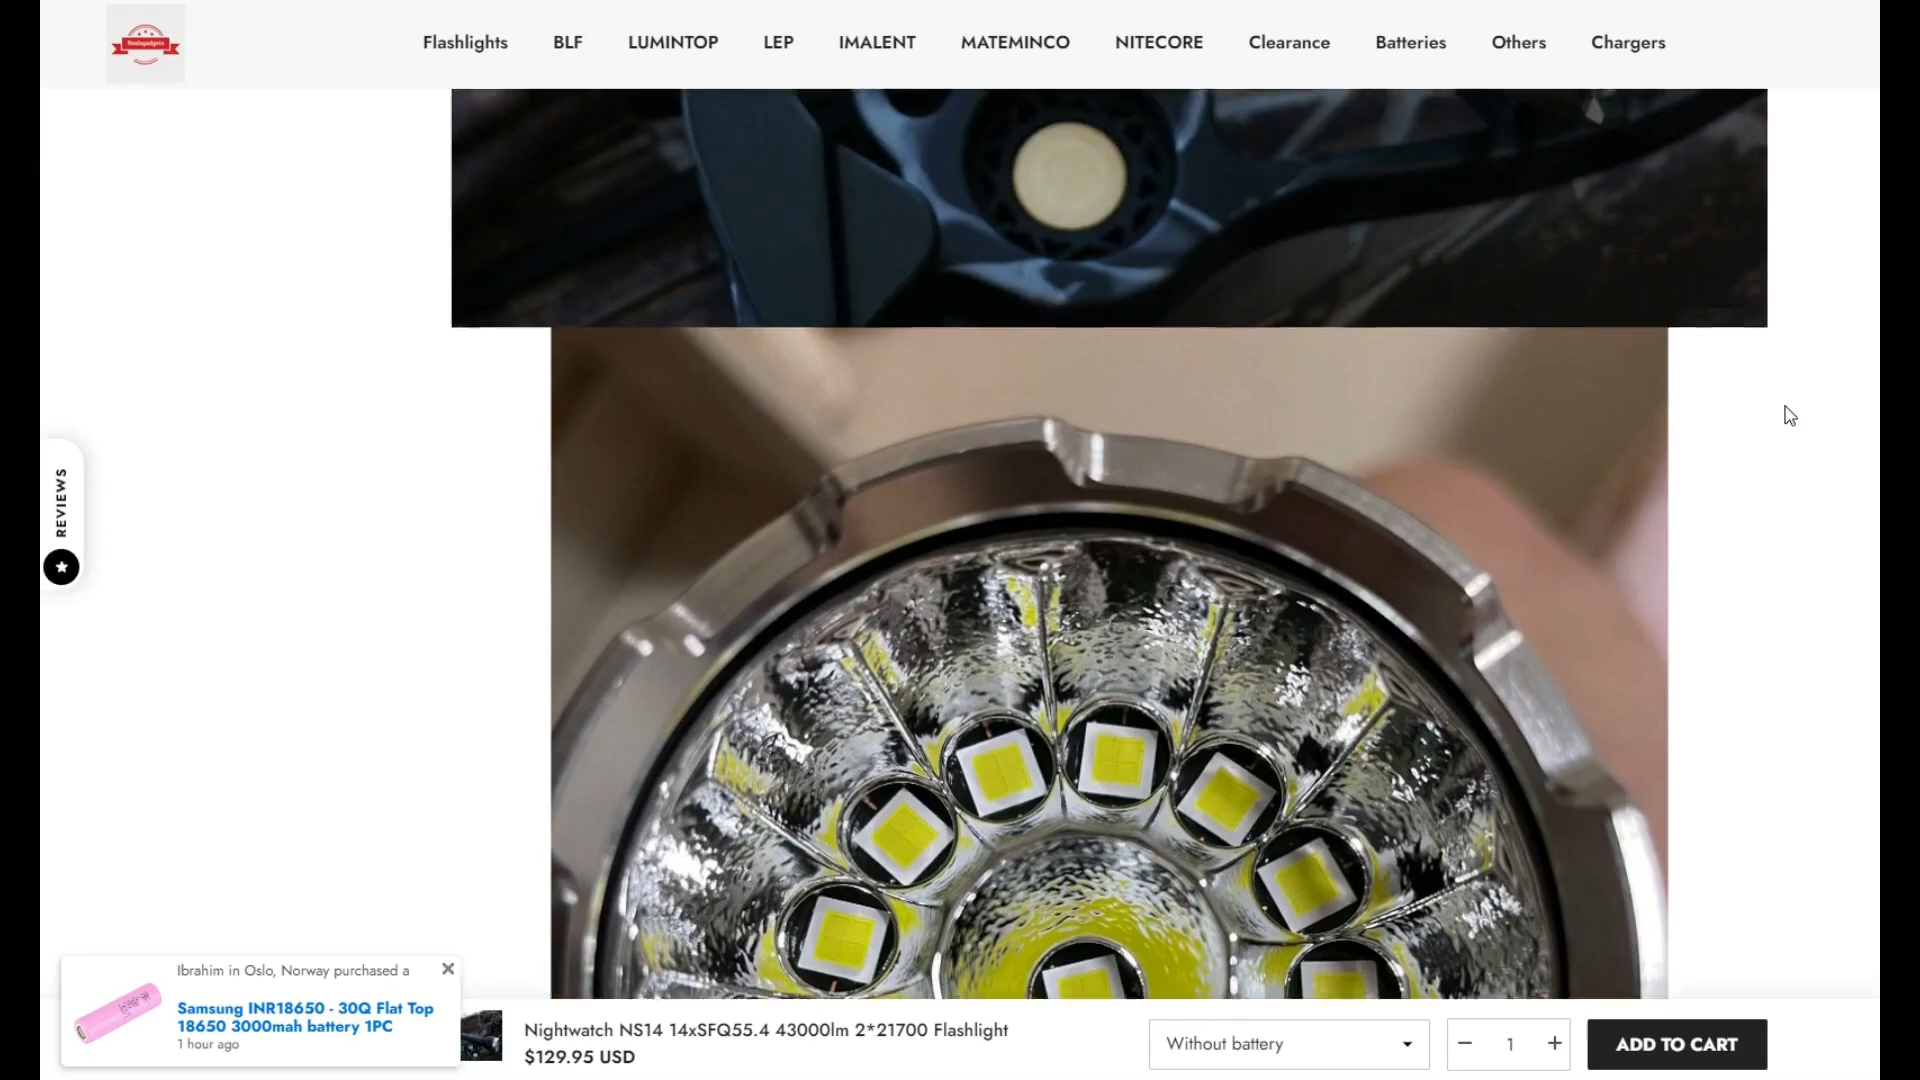 Nealsgadgets
Flashlights BLF LUMINTOP LEP IMALENT MATEMINCO NITECORE Clearance Batteries Others Chargers
REVIEWS
Ibrahim in Oslo, Norway purchased a
Samsung INR18650 - 30Q Flat Top
18650 3000mah battery 1PC
1 hour ago
Nightwatch NS14 14xSFQ55.4 43000lm 2*21700 Flashlight
$129.95 USD
Without battery
1
ADD TO CART